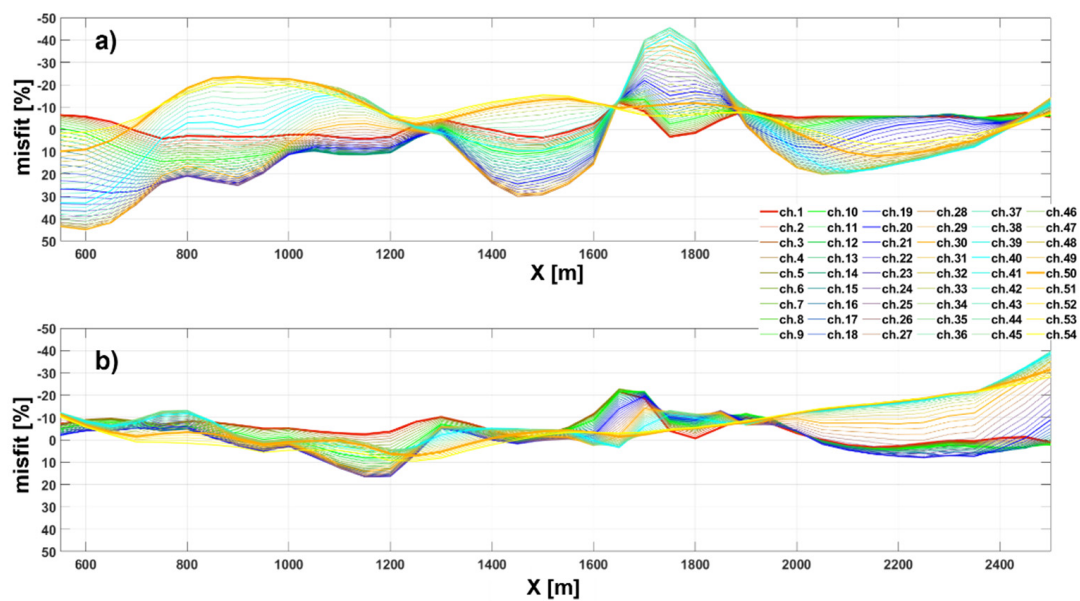 -50
-40
a)
-30
-20
-10
0
10
20
30
40
50
misfit [%]
600 800 1000 1200 1400 1600 1800 2000 2200 2400
X [m]
ch.1 ch.10 ch.19 ch.28 ch.37 ch.46
ch.2 ch.11 ch.20 ch.29 ch.38 ch.47
ch.3 ch.12 ch.21 ch.30 ch.39 ch.48
ch.4 ch.13 ch.22 ch.31 ch.40 ch.49
ch.5 ch.14 ch.23 ch.32 ch.41 ch.50
ch.6 ch.15 ch.24 ch.33 ch.42 ch.51
ch.7 ch.16 ch.25 ch.34 ch.43 ch.52
ch.8 ch.17 ch.26 ch.35 ch.44 ch.53
ch.9 ch.18 ch.27 ch.36 ch.45 ch.54
-50
b)
-40
-30
-20
-10
0
10
20
30
40
50
misfit [%]
600 800 1000 1200 1400 1600 1800 2000 2200 2400
X [m]